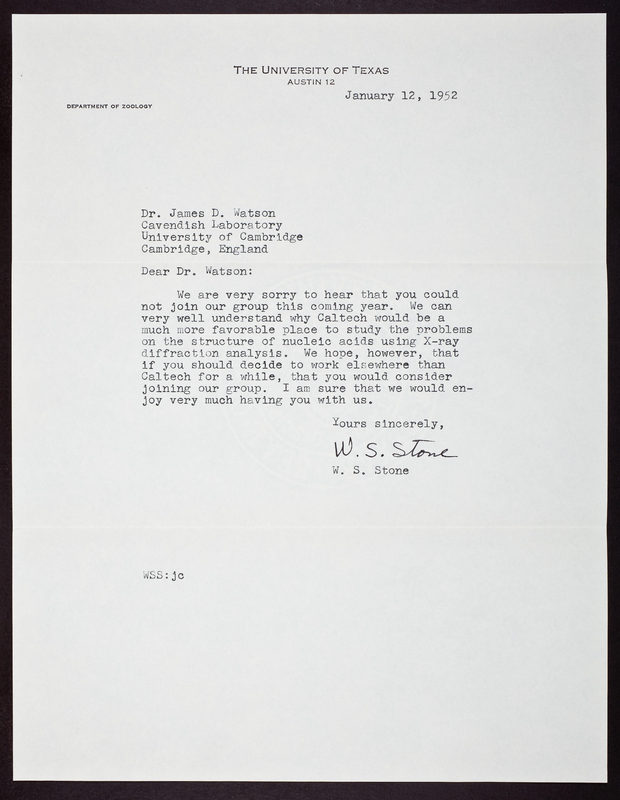 THE UNIVERSITY OF TEXAS
AUSTIN 12
January 12, 1952
DEPARTMENT OF ZOOLOGY
Dr. James D. Watson
Cavendish Laboratory
University of Cambridge
Cambridge, England
Dear Dr. Watson:
We are very sorry to hear that you could
not join our group this coming year. We can
very well understand why Caltech would be a
much more favorable place to study the problems
on the structure of nucleic acids using X-ray
diffraction analysis. We hope, however, that
if you should decide to work elsewhere than
Caltech for a while, that you would consider
joining our group. I am sure that we would en-
joy very much having you with us.
Yours sincerely,
W. S. Stone
W. S. Stone
WSS:jc